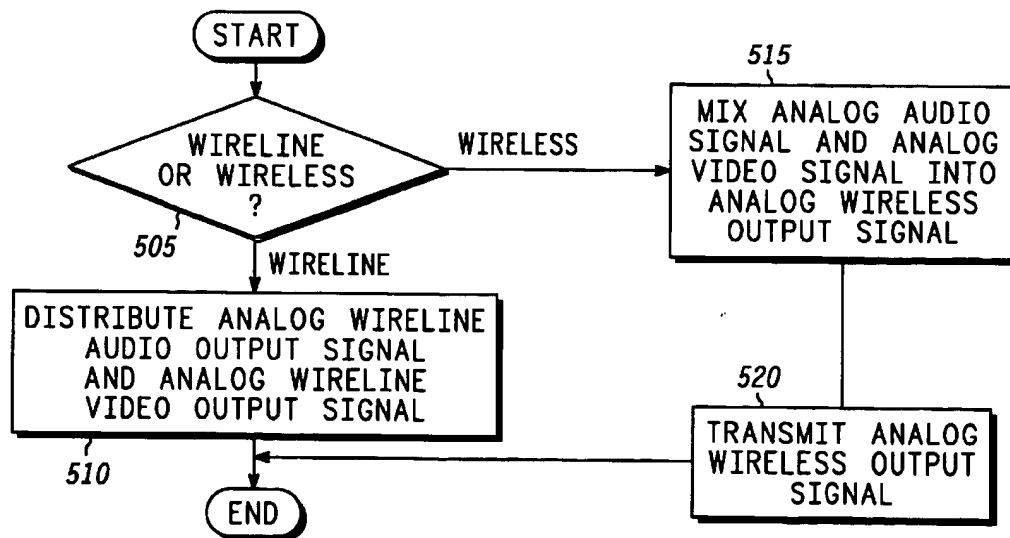 START
WIRELINE
OR WIRELESS
?
505
WIRELESS
515
MIX ANALOG AUDIO
SIGNAL AND ANALOG
VIDEO SIGNAL INTO
ANALOG WIRELESS
OUTPUT SIGNAL
WIRELINE
DISTRIBUTE ANALOG WIRELINE
AUDIO OUTPUT SIGNAL
AND ANALOG WIRELINE
VIDEO OUTPUT SIGNAL
510
520
TRANSMIT ANALOG
WIRELESS OUTPUT
SIGNAL
END